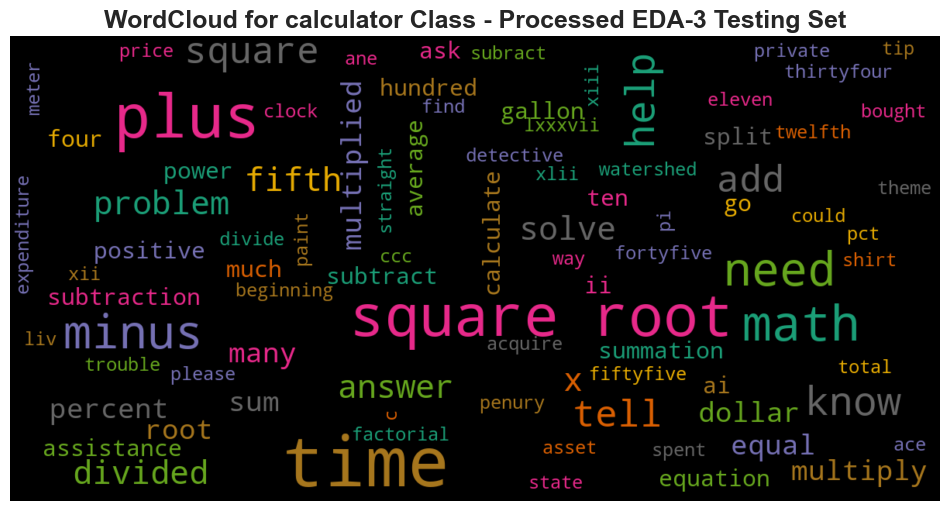 WordCloud for calculator Class - Processed EDA-3 Testing Set
price
square
ane
ask
subract
private
tip
meter
xiii
help
thirtyfour
hundred
multiplied
plus
clock
find
gallon
lxxxvii
eleven
bought
four
average
split
twelfth
detective
power
fifth
straight
xlii
watershed
add
theme
expenditure
problem
calculate
ten
go
could
pi
solve
positive
divide
paint
pct
much
ccc
way
fortyfive
need
shirt
xii
beginning
subtract
ii
subtraction
square root
math
minus
liv
many
acquire
summation
trouble
please
answer
x
fiftyfive
total
ai
percent
sum
c
penury
tell
dollar
know
root
factorial
assistance
time
asset
spent
equal
ace
divided
state
equation
multiply